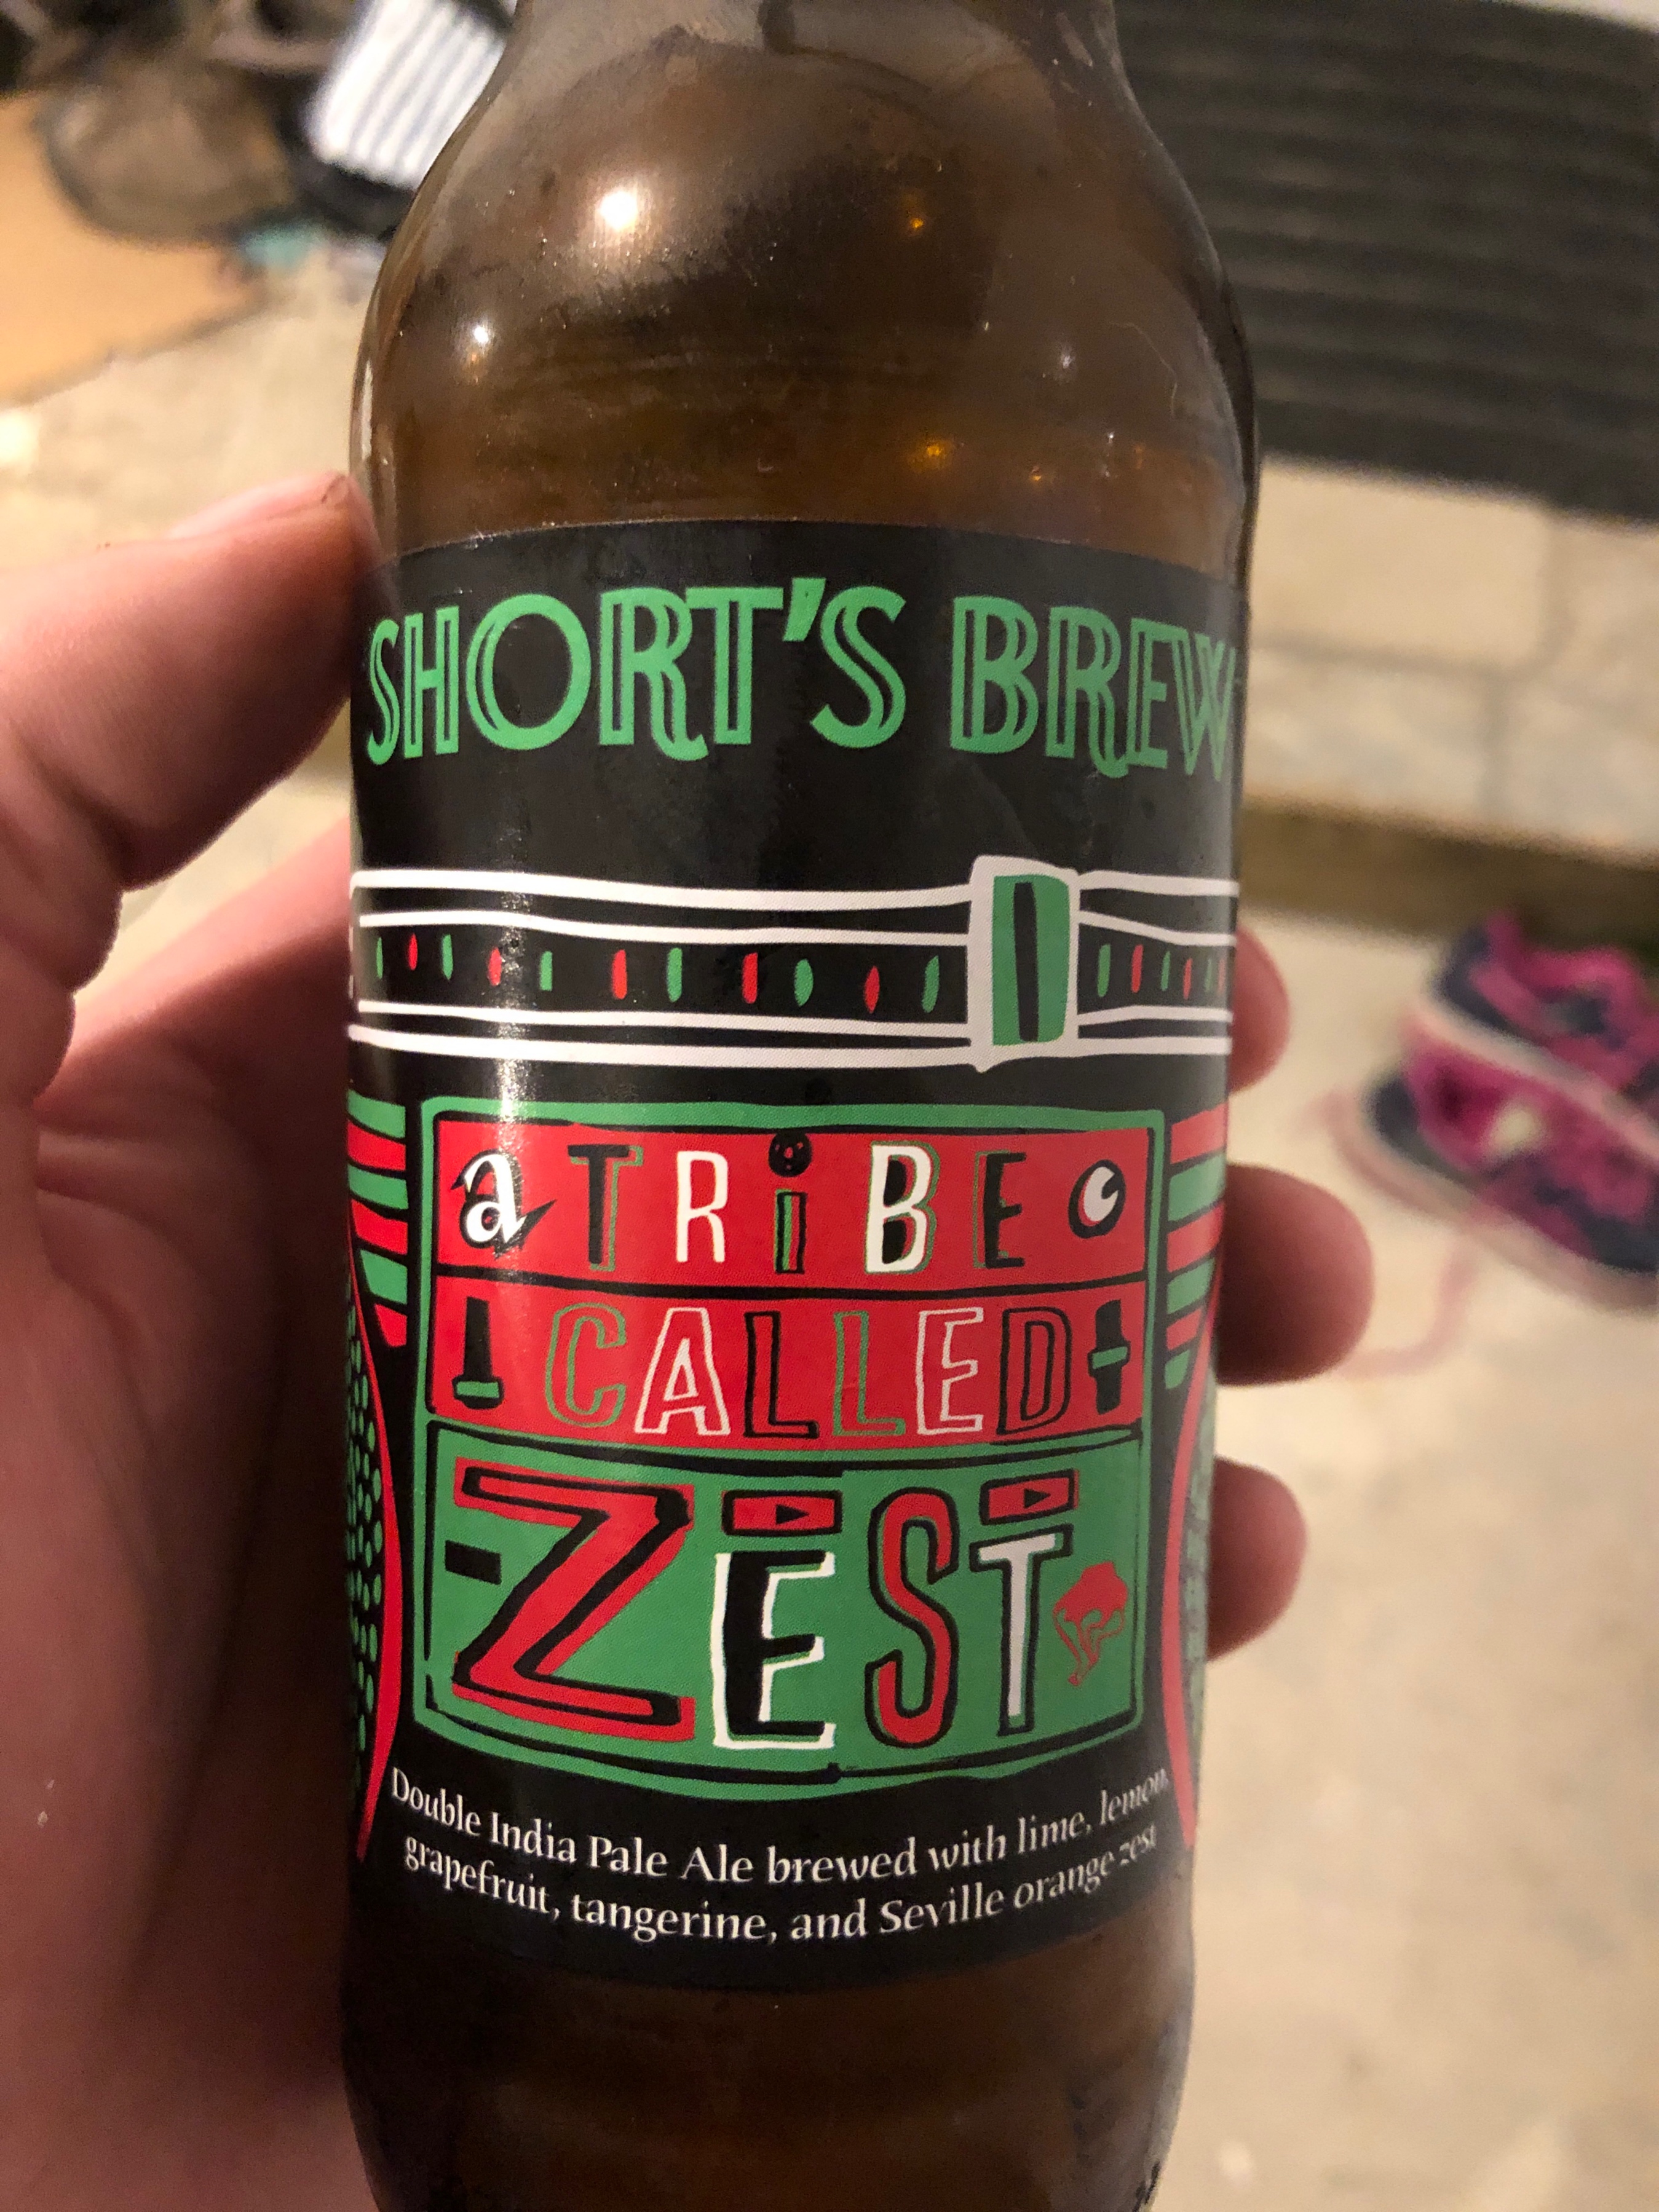 SHORT'S BREW
a TRiBE
CALLED
ZEST
Double India Pale Ale brewed with lime, lemon,
grapefruit, tangerine, and Seville orange zest